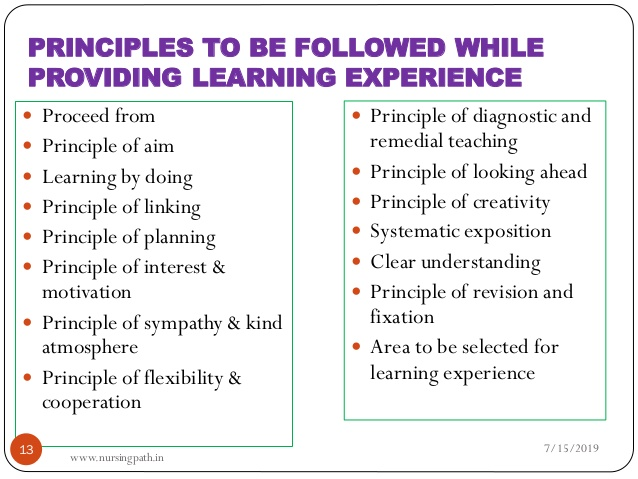 PRINCIPLES TO BE FOLLOWED WHILE
PROVIDING LEARNING EXPERIENCE
• Proceed from
• Principle of aim
• Learning by doing
• Principle of linking
• Principle of planning
• Principle of interest &
motivation
• Principle of sympathy & kind
atmosphere
• Principle of flexibility &
cooperation
• Principle of diagnostic and
remedial teaching
• Principle of looking ahead
• Principle of creativity
• Systematic exposition
• Clear understanding
• Principle of revision and
fixation
• Area to be selected for
learning experience
13
www.nursingpath.in
7/15/2019